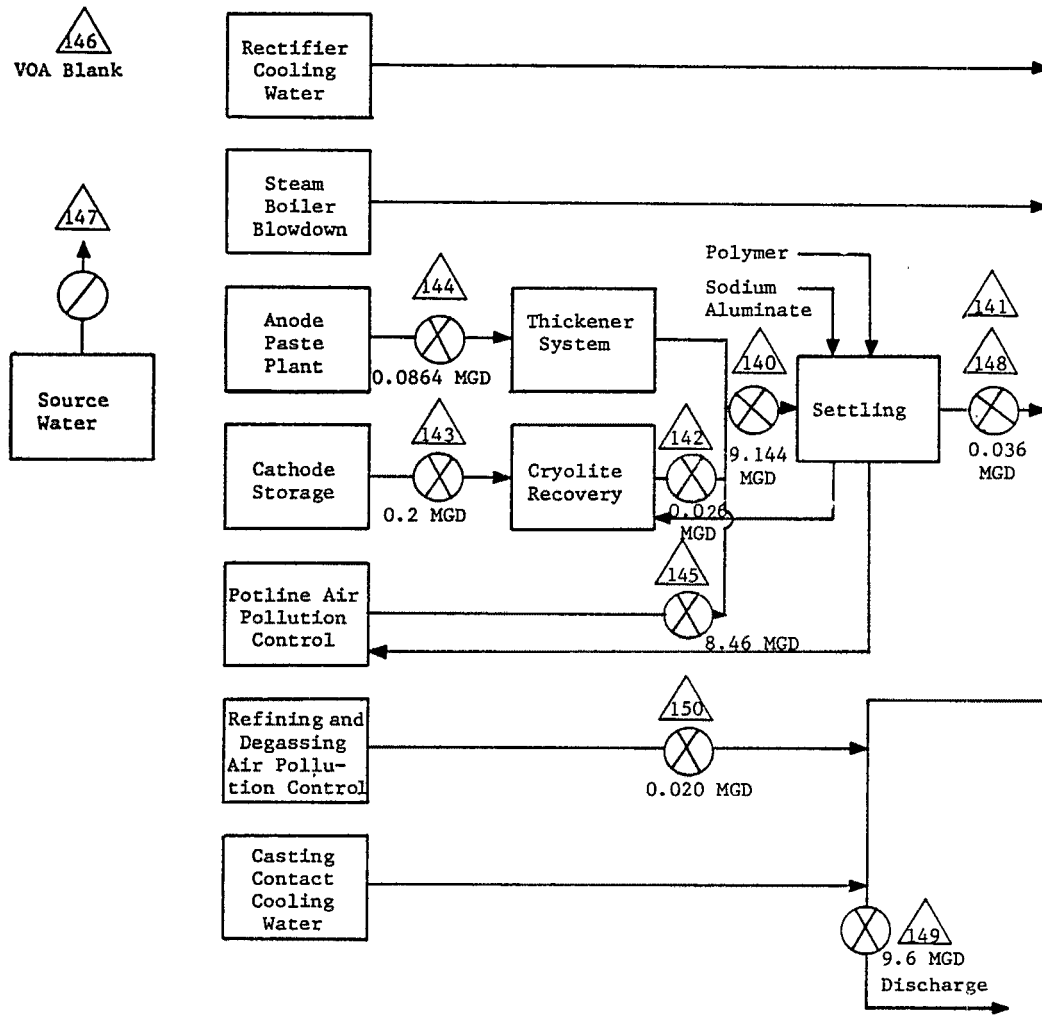 146
VOA Blank
Rectifier
Cooling
Water
147
Steam
Boiler
Blowdown
Source
Water
Anode
Paste
Plant
144
0.0864 MGD
Thickener
System
Polymer
Sodium
Aluminate
140
9.144
MGD
Settling
141
148
0.036
MGD
Cathode
Storage
143
0.2 MGD
Cryolite
Recovery
142
0.026
MGD
Potline Air
Pollution
Control
145
8.46 MGD
Refining and
Degassing
Air Pollu-
tion Control
150
0.020 MGD
Casting
Contact
Cooling
Water
149
9.6 MGD
Discharge